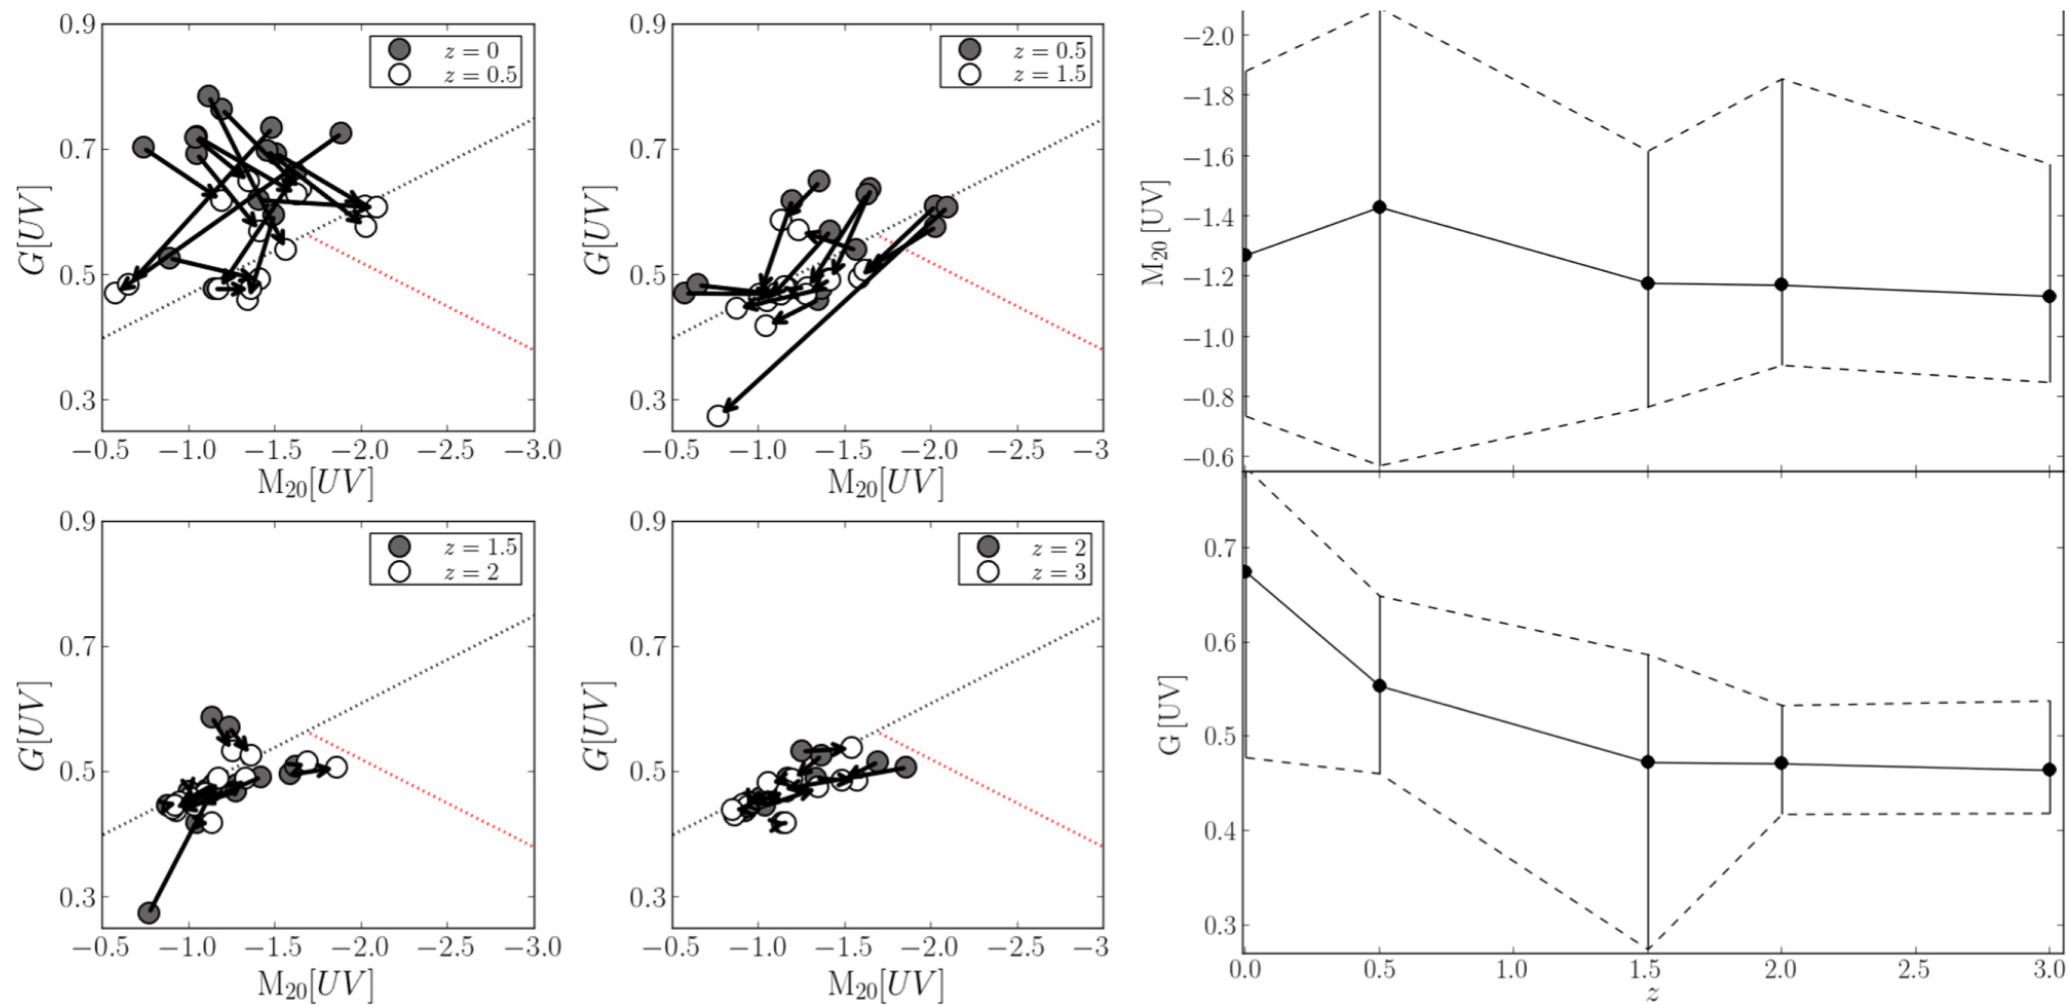 0.9
0.7
0.5
0.3
G[UV]
z = 0
z = 0.5
−0.5 −1.0 −1.5 −2.0 −2.5 −3.0
M20[UV]
0.9
0.7
0.5
0.3
G[UV]
z = 0.5
z = 1.5
−0.5 −1.0 −1.5 −2.0 −2.5 −3
M20[UV]
−2.0
−1.8
−1.6
−1.4
−1.2
−1.0
−0.8
−0.6
M20 [UV]
0.9
0.7
0.5
0.3
G[UV]
z = 1.5
z = 2
−0.5 −1.0 −1.5 −2.0 −2.5 −3.0
M20[UV]
0.9
0.7
0.5
0.3
G[UV]
z = 2
z = 3
−0.5 −1.0 −1.5 −2.0 −2.5 −3
M20[UV]
0.7
0.6
0.5
0.4
0.3
G [UV]
0.0 0.5 1.0 1.5 2.0 2.5 3.0
z